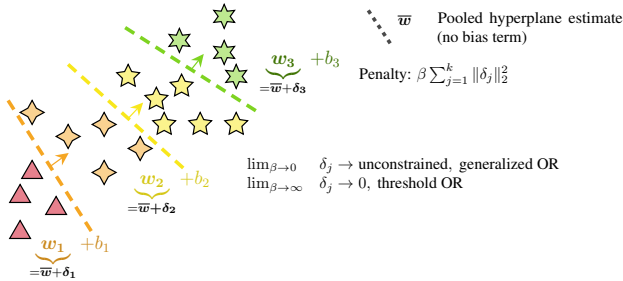 w̅ Pooled hyperplane estimate
(no bias term)
w₃ +b₃
=w̅+δ₃
Penalty: β ∑ⱼ₌₁ᵏ ‖δⱼ‖₂²
lim_{β→0} δⱼ → unconstrained, generalized OR
lim_{β→∞} δⱼ → 0, threshold OR
w₂ +b₂
=w̅+δ₂
w₁ +b₁
=w̅+δ₁